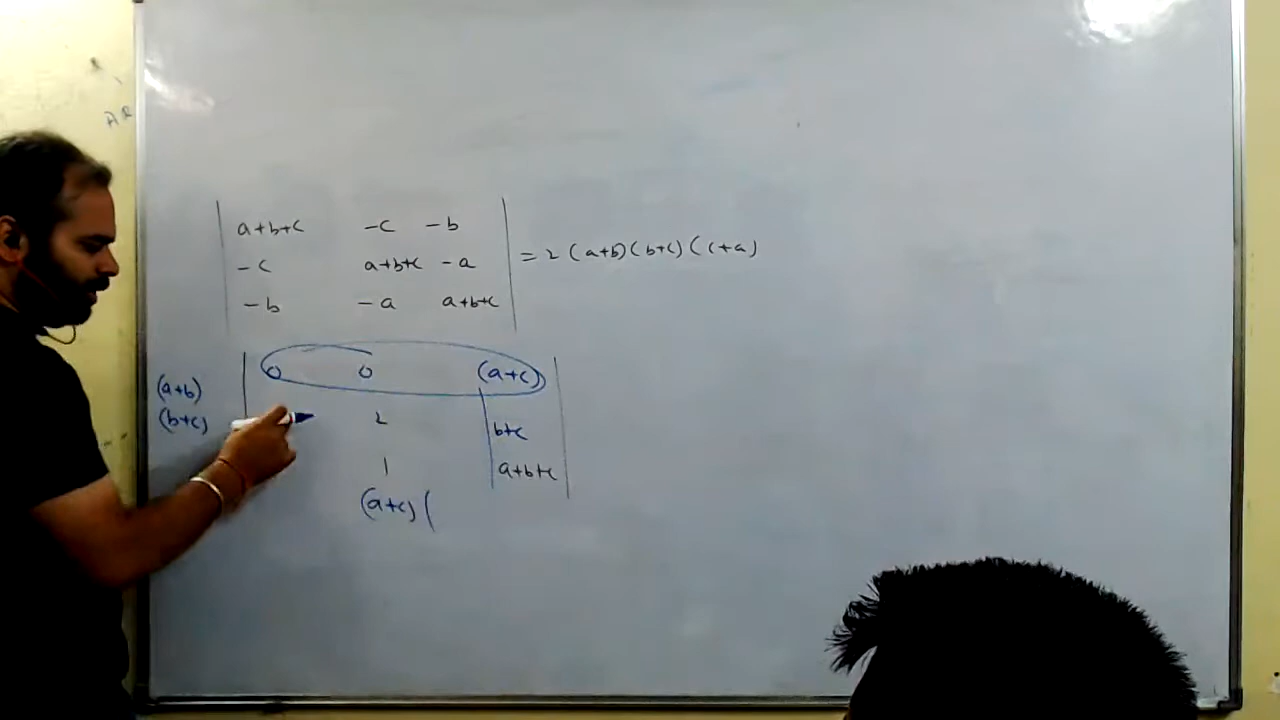 a+b+c -c -b
-c a+b+c -a = 2 (a+b) (b+c) (c+a)
-b -a a+b+c
0 0 (a+c)
(a+b)
(b+c) 2 b+c
1 a+b+c
(a+c) (